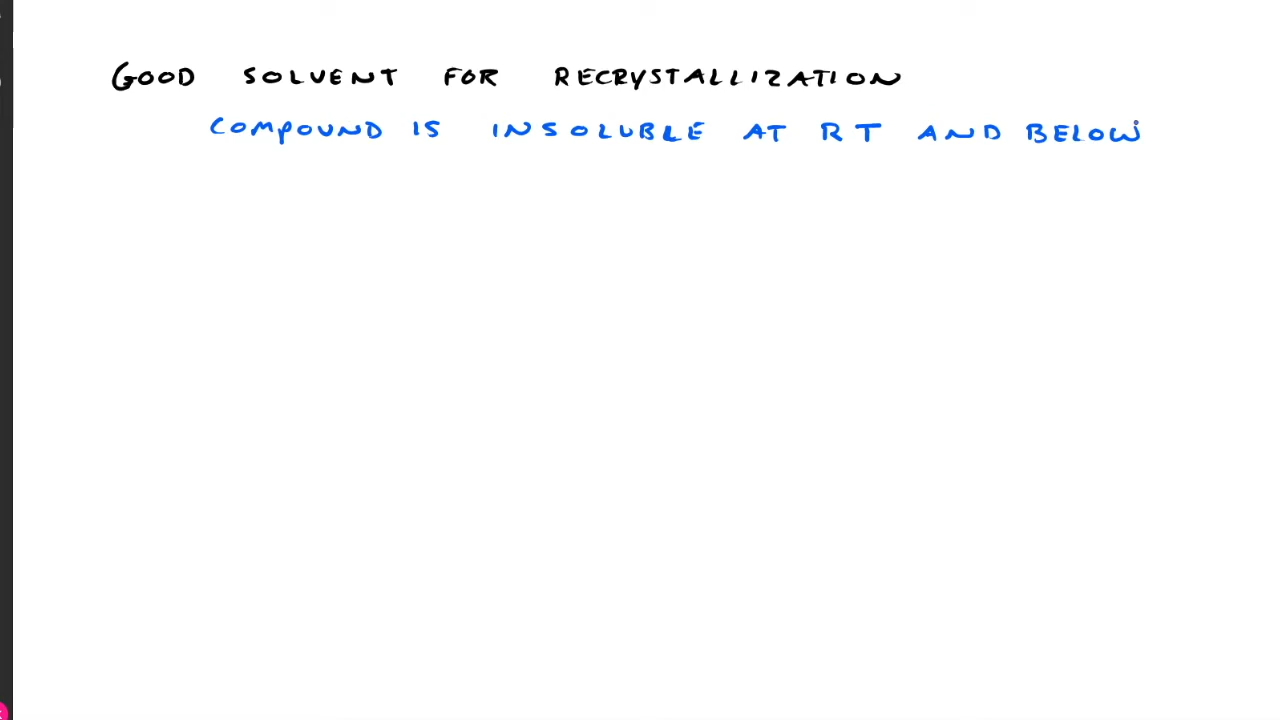 GOOD SOLVENT FOR RECRYSTALLIZATION
COMPOUND IS INSOLUBLE AT RT AND BELOW